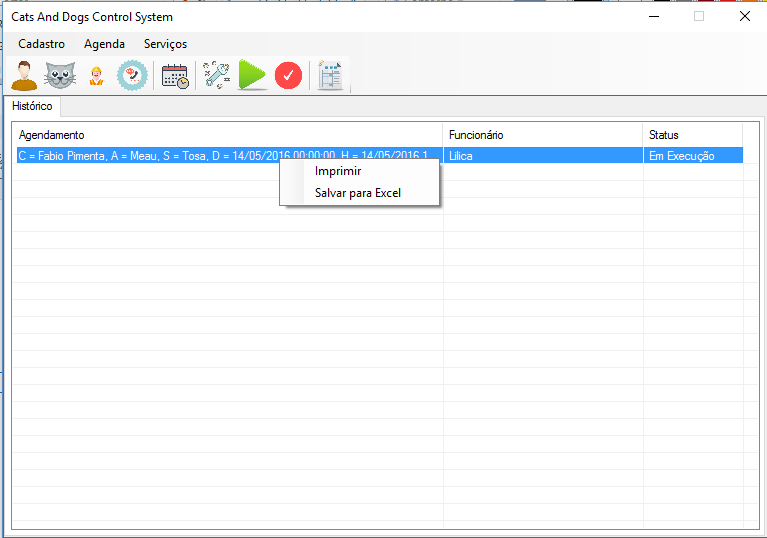 Cats And Dogs Control System
Cadastro Agenda Serviços
Histórico
Agendamento Funcionário Status
C = Fabio Pimenta, A = Meau, S = Tosa, D = 14/05/2016 00:00:00, H = 14/05/2016 1... Lilica Em Execução
Imprimir
Salvar para Excel